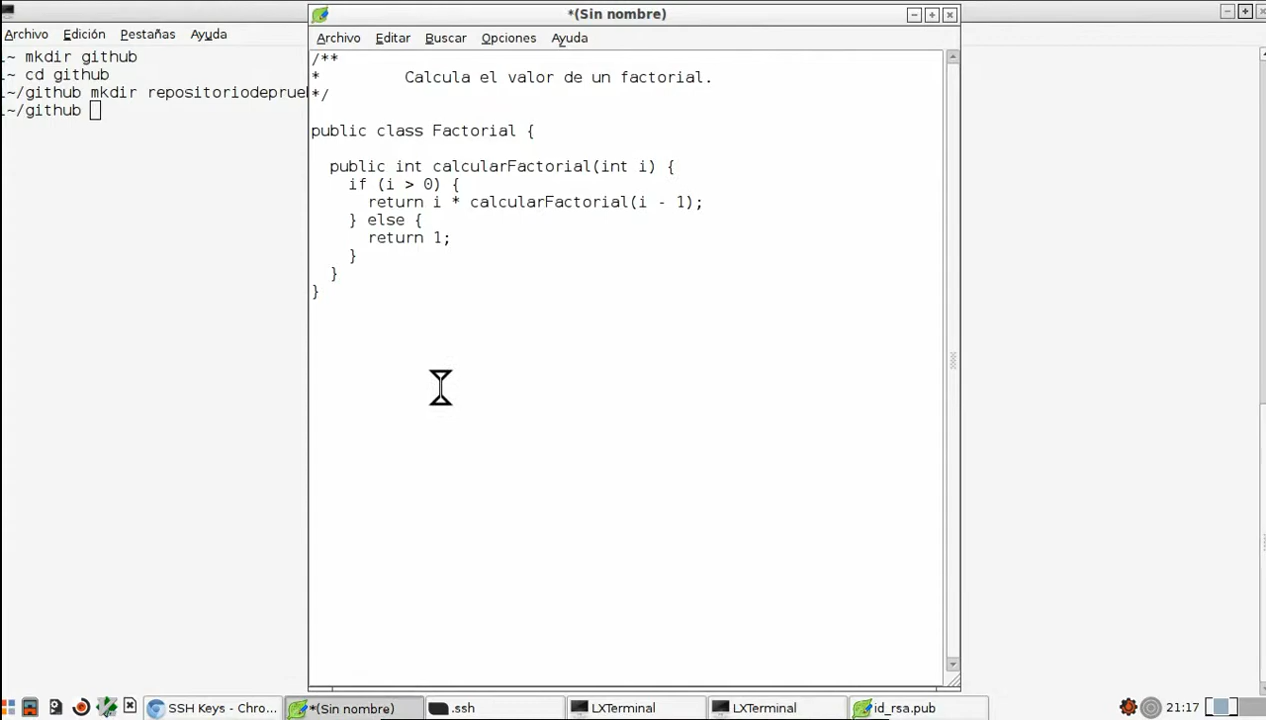 *(Sin nombre)
Archivo Edición Pestañas Ayuda
~ mkdir github
~ cd github
~/github mkdir
~/github
Archivo Editar Buscar Opciones Ayuda
/**
* Calcula el valor de un factorial.
*/
public class Factorial {
public int calcularFactorial(int i) {
if (i > 0) {
return i * calcularFactorial(i - 1);
} else {
return 1;
}
}
}
SSH Keys - Chro... *(Sin nombre) .ssh LXTerminal LXTerminal id_rsa.pub 21:17